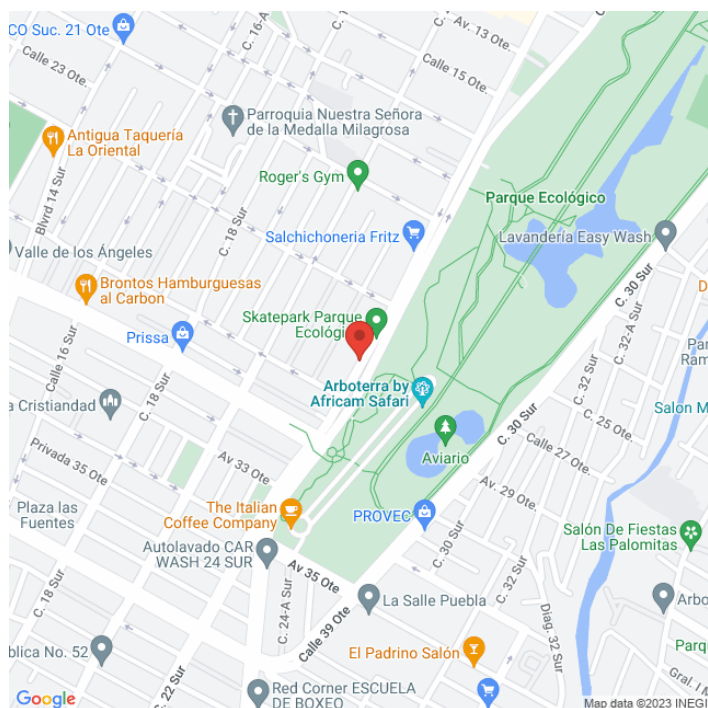 CO Suc. 21 Ote
C. 16-A
Av. 13 Ote.
Calle 23 Ote.
Calle 15 Ote.
Parroquia Nuestra Señora
de la Medalla Milagrosa
Antigua Taquería
La Oriental
Roger's Gym
Parque Ecológico
Blvrd 14 Sur
C. 18 Sur
Salchichoneria Fritz
Lavandería Easy Wash
Valle de los Ángeles
Brontos Hamburguesas
al Carbon
C. 30 Sur
D
Skatepark Parque
Ecológi
C. 32-A Sur
Prissa
Calle 16 Sur
Pa
Ram
C. 32 Sur
Arboterra by
Africam Safari
a Cristiandad
C. 18 Sur
Salon M
C. 30 Sur
C. 25 Ote.
Aviario
Calle 27 Ote.
Privada 35 Ote
Av 33 Ote
Av. 29 Ote.
Plaza las
Fuentes
The Italian
Coffee Company
PROVEC
Salón De Fiestas
Las Palomitas
Autolavado CAR
WASH 24 SUR
C. 30 Sur
Av 35 Ote
C. 32 Sur
C. 18 Sur
C. 24-A Sur
La Salle Puebla
Arbo
Calle 39 Ote
Diag. 32 Sur
blica No. 52
El Padrino Salón
Parq
C. 22 Sur
Gral. I M
Red Corner ESCUELA
DE BOXEO
Google
Map data ©2023 INEGI